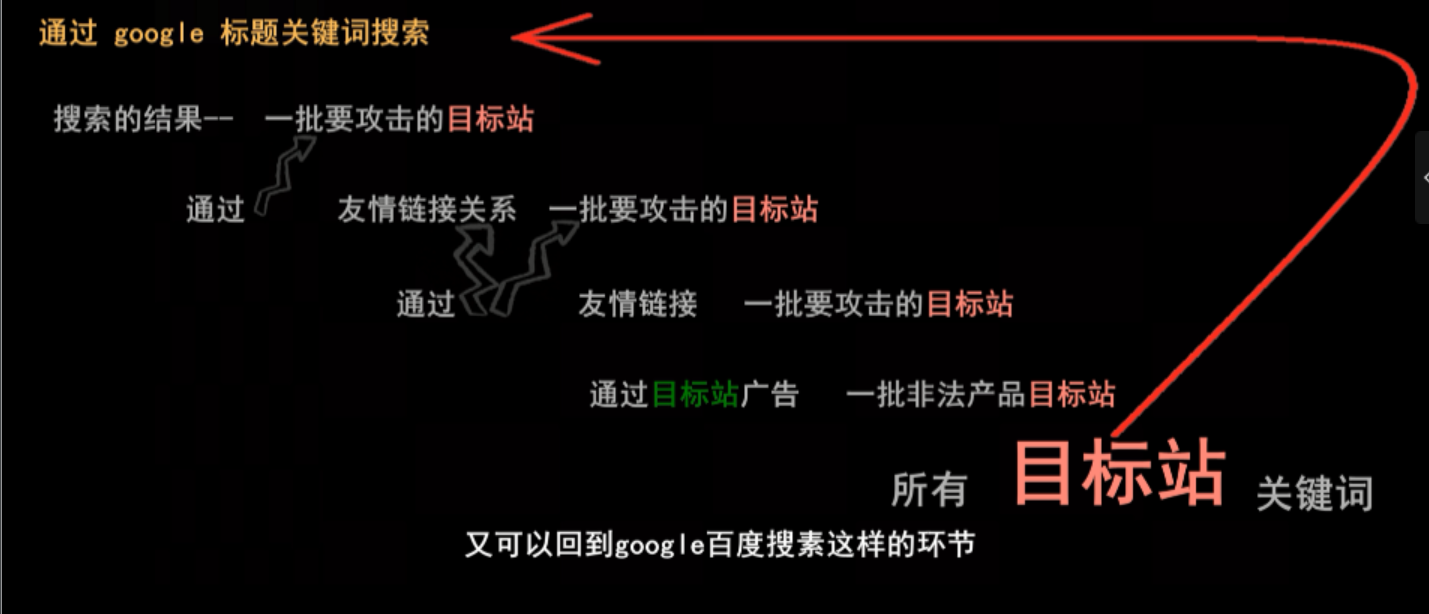 通过 google 标题关键词搜索
搜索的结果-- 一批要攻击的目标站
通过 友情链接关系 一批要攻击的目标站
通过 友情链接 一批要攻击的目标站
通过目标站广告 一批非法产品目标站
所有 目标站 关键词
又可以回到google百度搜素这样的环节